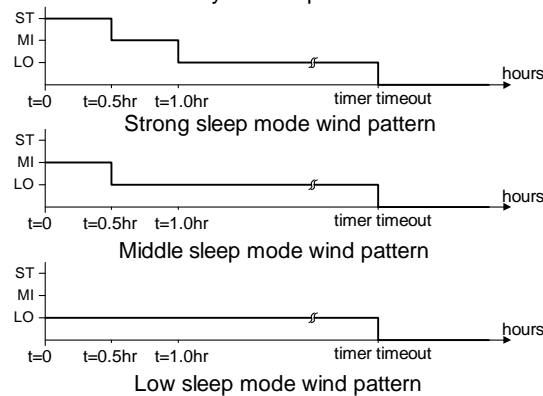 ST
MI
LO
hours
t=0 t=0.5hr t=1.0hr timer timeout
Strong sleep mode wind pattern
ST
MI
LO
hours
t=0 t=0.5hr t=1.0hr timer timeout
Middle sleep mode wind pattern
ST
MI
LO
hours
t=0 t=0.5hr t=1.0hr timer timeout
Low sleep mode wind pattern